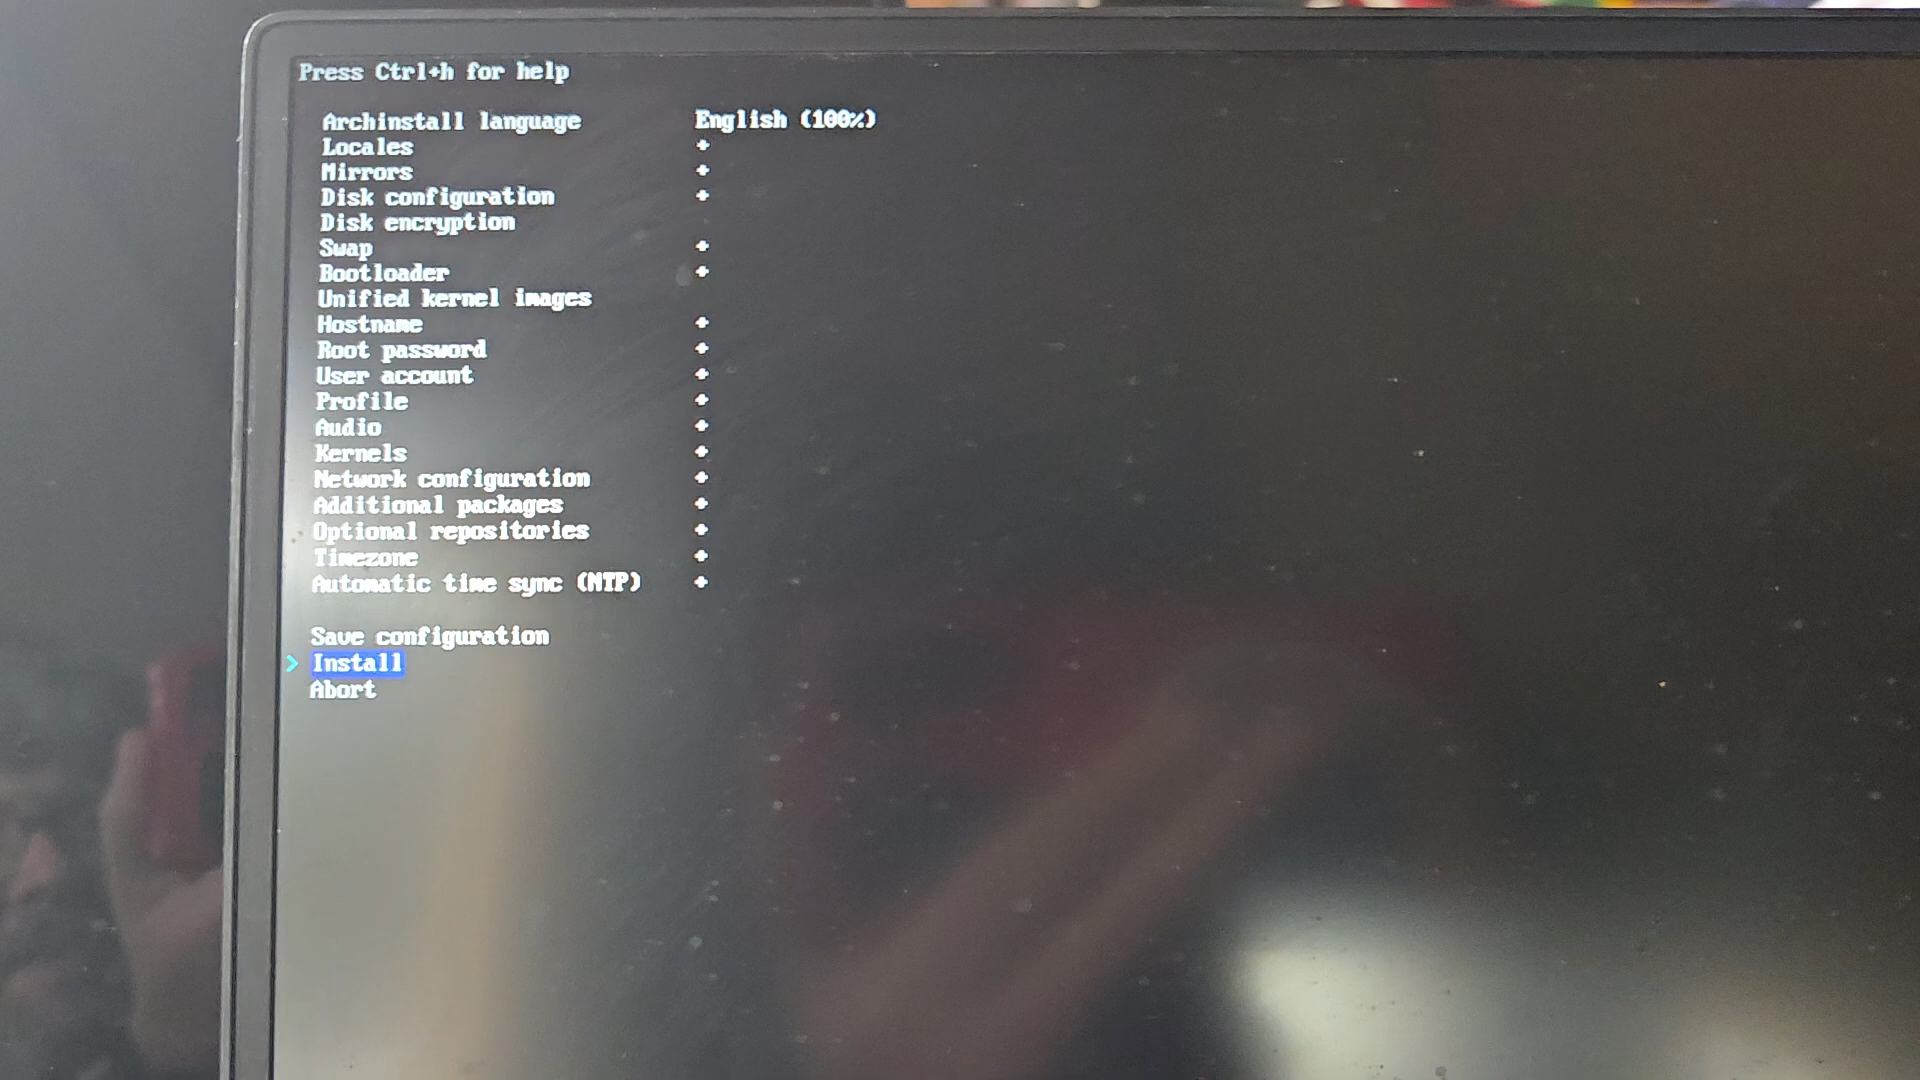 Press Ctrl+h for help
Archinstall language English (100%)
Locales +
Mirrors +
Disk configuration +
Disk encryption
Swap +
Bootloader +
Unified kernel images
Hostname +
Root password +
User account +
Profile +
Audio +
Kernels +
Network configuration +
Additional packages +
Optional repositories +
Timezone +
Automatic time sync (NTP) +
Save configuration
> Install
Abort